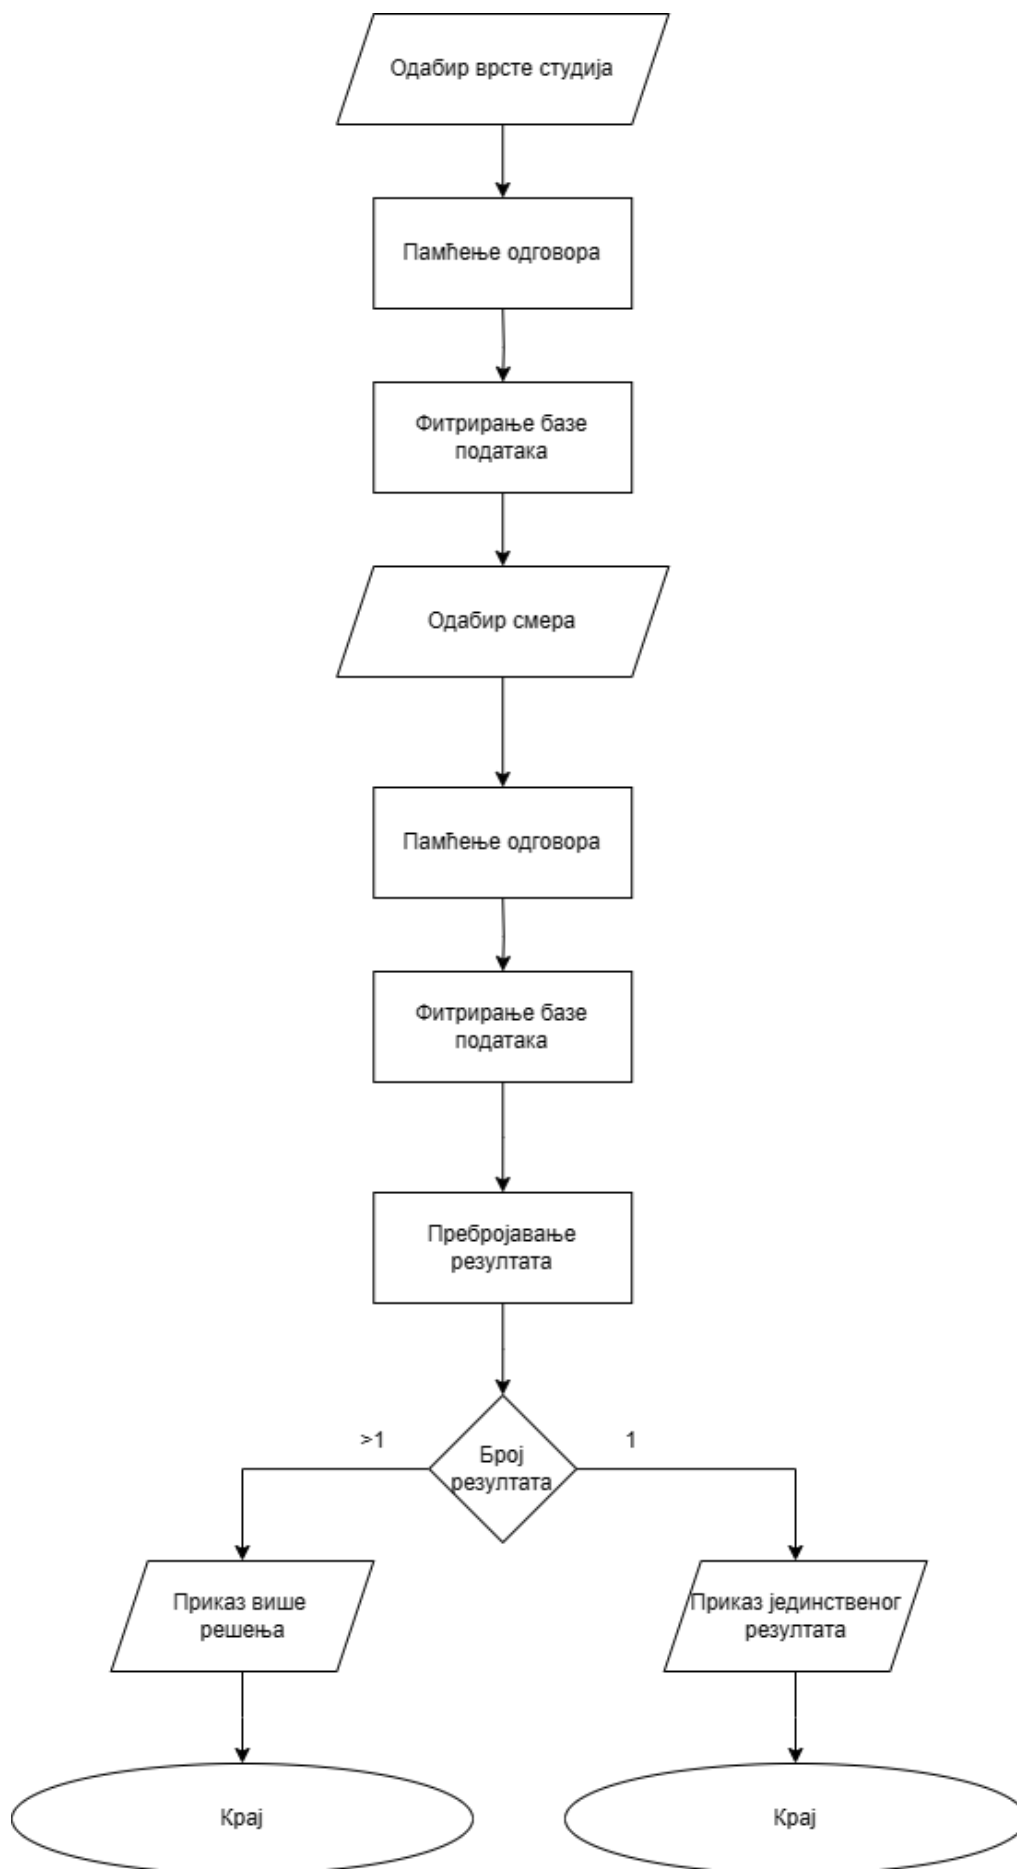 Одабир врсте студија
Памћење одговора
Фитрирање базе
података
Одабир смера
Памћење одговора
Фитрирање базе
података
Пребројавање
резултата
>1
1
Број
резултата
Приказ више
решења
Приказ јединственог
резултата
Крај
Крај